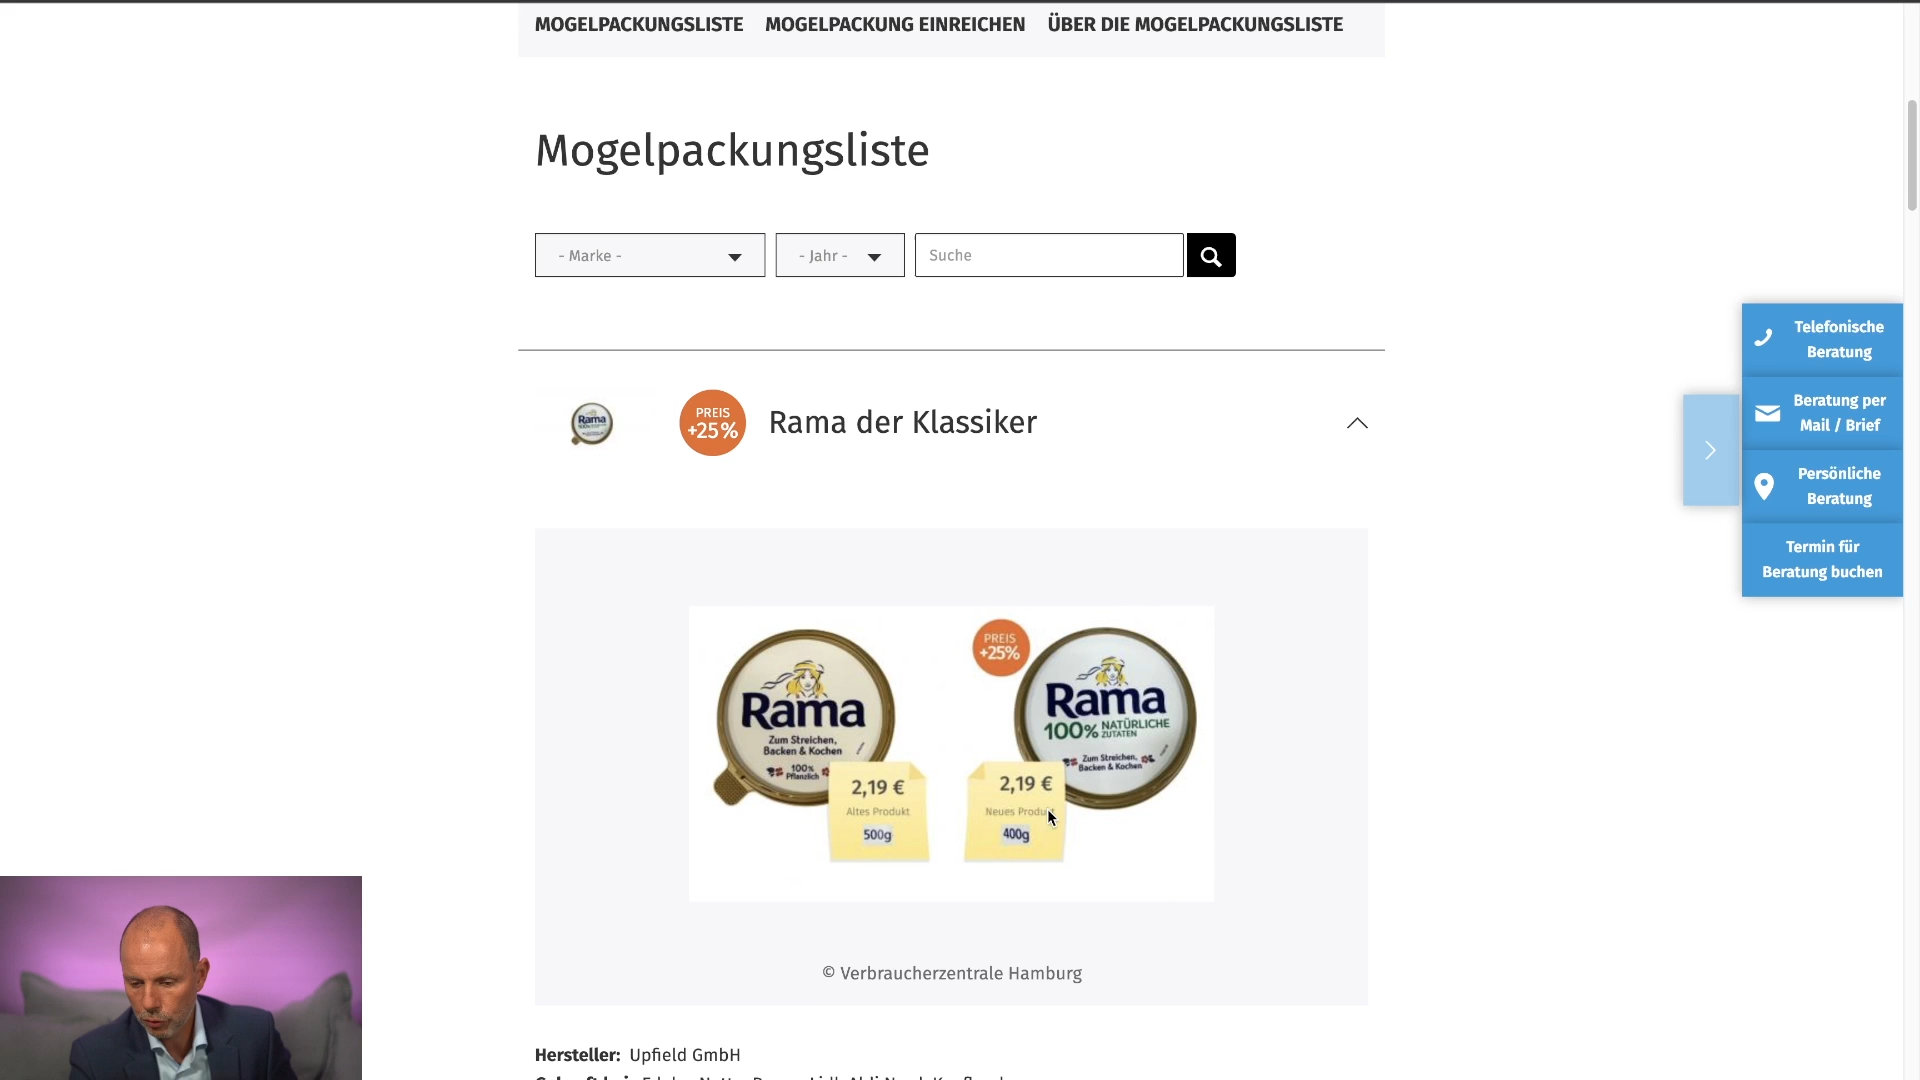 MOGELPACKUNGSLISTE MOGELPACKUNG EINREICHEN ÜBER DIE MOGELPACKUNGSLISTE
Mogelpackungsliste
- Marke -
- Jahr -
Suche
Telefonische
Beratung
Beratung per
Mail / Brief
Persönliche
Beratung
Termin für
Beratung buchen
Rama
PREIS
+25%
Rama der Klassiker
Rama
Zum Streichen,
Backen & Kochen
100%
Pflanzlich
2,19 €
Altes Produkt
500g
PREIS
+25%
Rama
100% NATÜRLICHE
ZUTATEN
Zum Streichen,
Backen & Kochen
2,19 €
Neues Produkt
400g
© Verbraucherzentrale Hamburg
Hersteller: Upfield GmbH